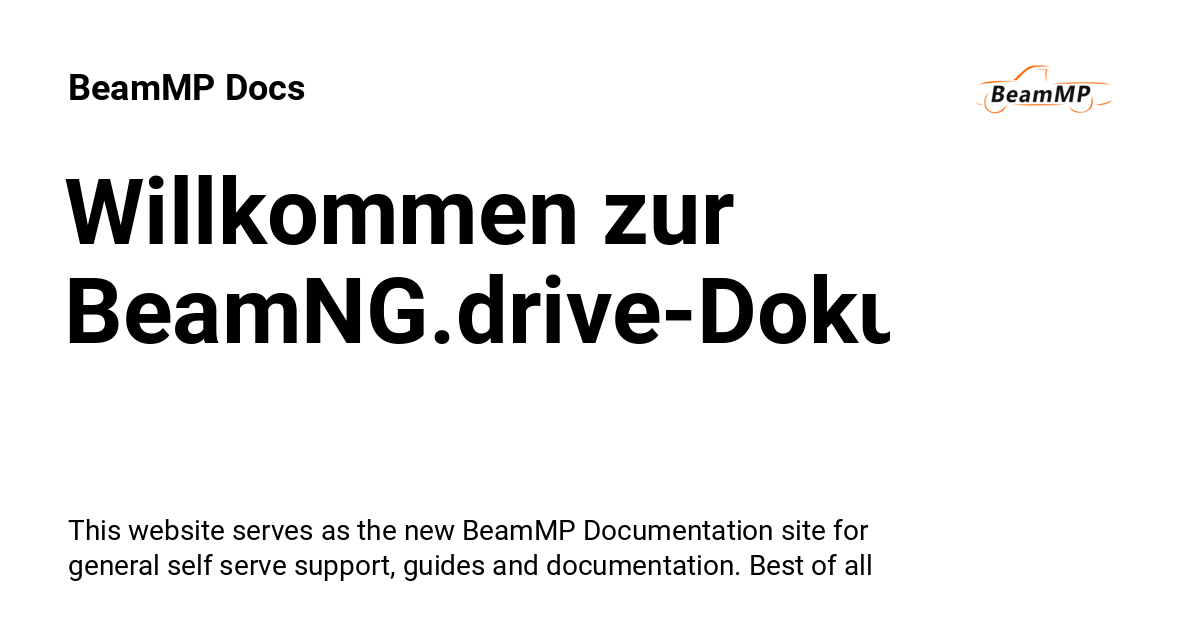 BeamMP Docs
BeamMP
Willkommen zur
BeamNG.drive-Doku
This website serves as the new BeamMP Documentation site for
general self serve support, guides and documentation. Best of all